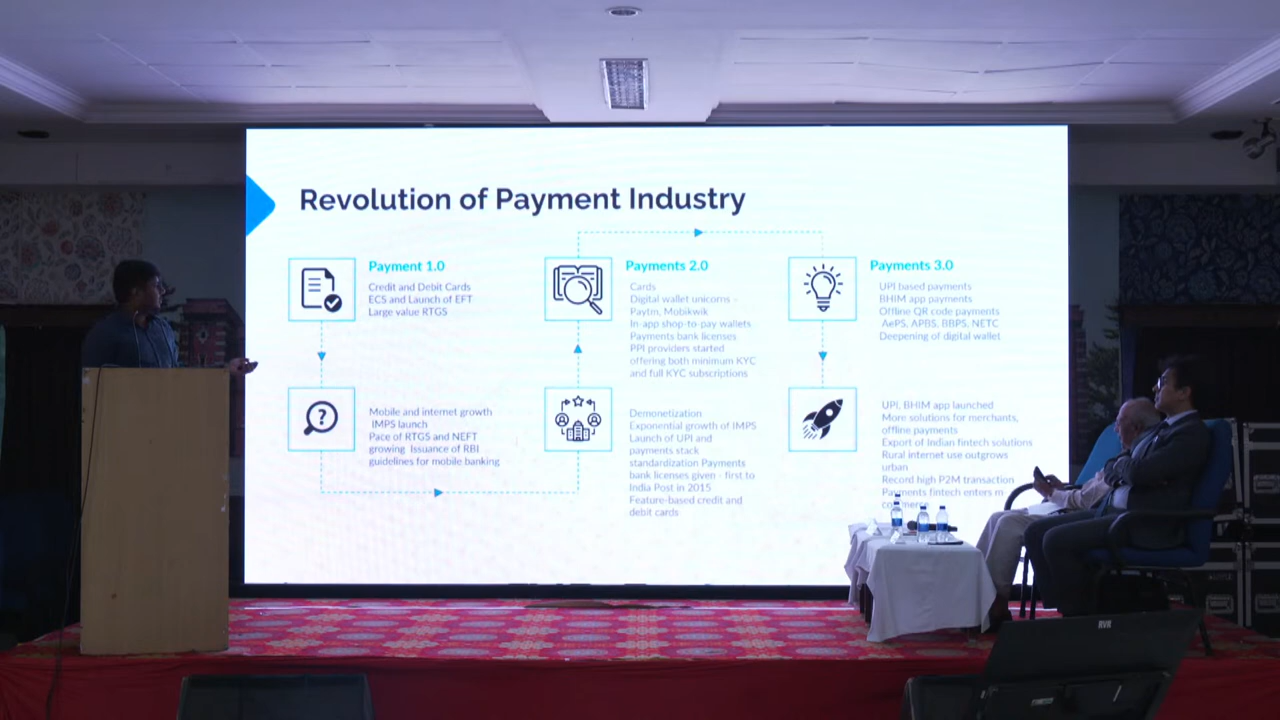 Revolution of Payment Industry
Payment 1.0
Credit and Debit Cards
ECS and Launch of EFT
Large value RTGS
Mobile and internet growth
IMPS launch
Pace of RTGS and NEFT
growing Issuance of RBI
guidelines for mobile banking
Payments 2.0
Cards
Digital wallet unicorns –
Paytm, Mobikwik
In-app shop-to-pay wallets
Payments bank licenses
PPI providers started
offering both minimum KYC
and full KYC subscriptions
Demonetization
Exponential growth of IMPS
Launch of UPI and
payments stack
standardization Payments
bank licenses given - first to
India Post in 2015
Feature-based credit and
debit cards
Payments 3.0
UPI based payments
BHIM app payments
Offline QR code payments
AePS, APBS, BBPS, NETC
Deepening of digital wallet
UPI, BHIM app launched
More solutions for merchants,
offline payments
Export of Indian fintech solutions
Rural internet use outgrows
urban
Record high P2M transaction
Payments fintech enters m
commerce
RVR